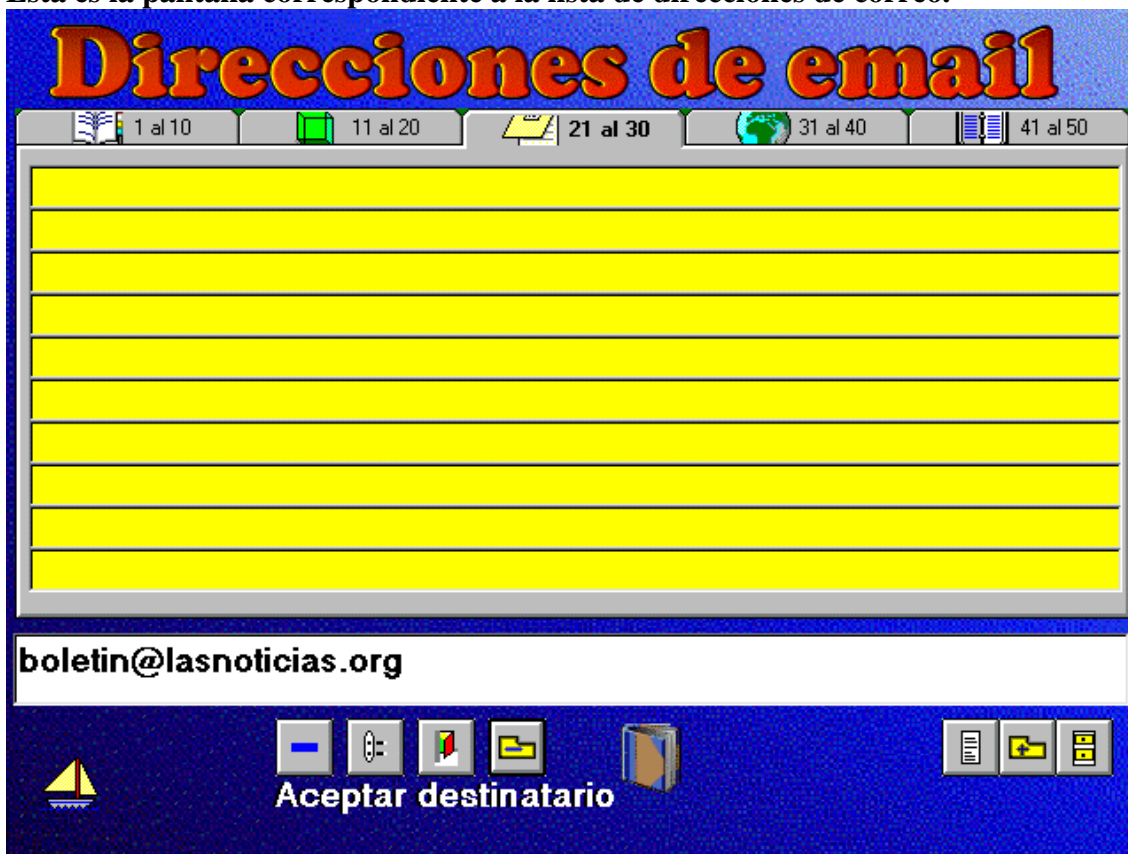 Esta es la pantalla correspondiente a la lista de direcciones de correo.
Direcciones de email
1 al 10 11 al 20 21 al 30 31 al 40 41 al 50
boletin@lasnoticias.org
Aceptar destinatario